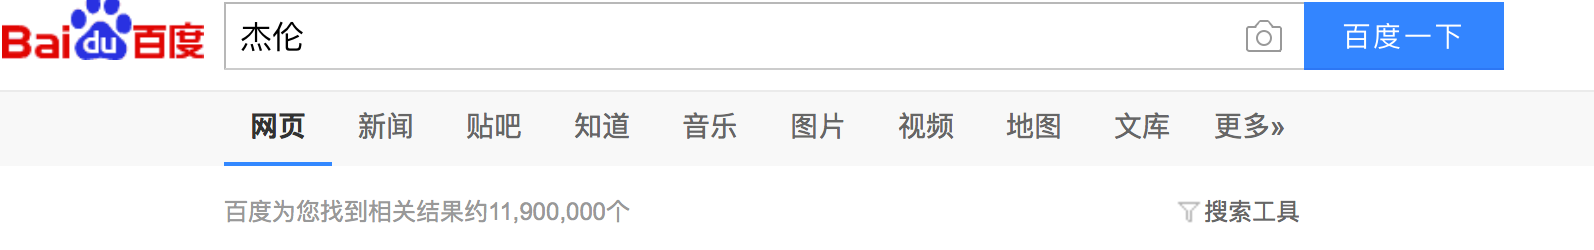 Bai du 百度 杰伦 百度一下
网页 新闻 贴吧 知道 音乐 图片 视频 地图 文库 更多»
百度为您找到相关结果约11,900,000个 搜索工具